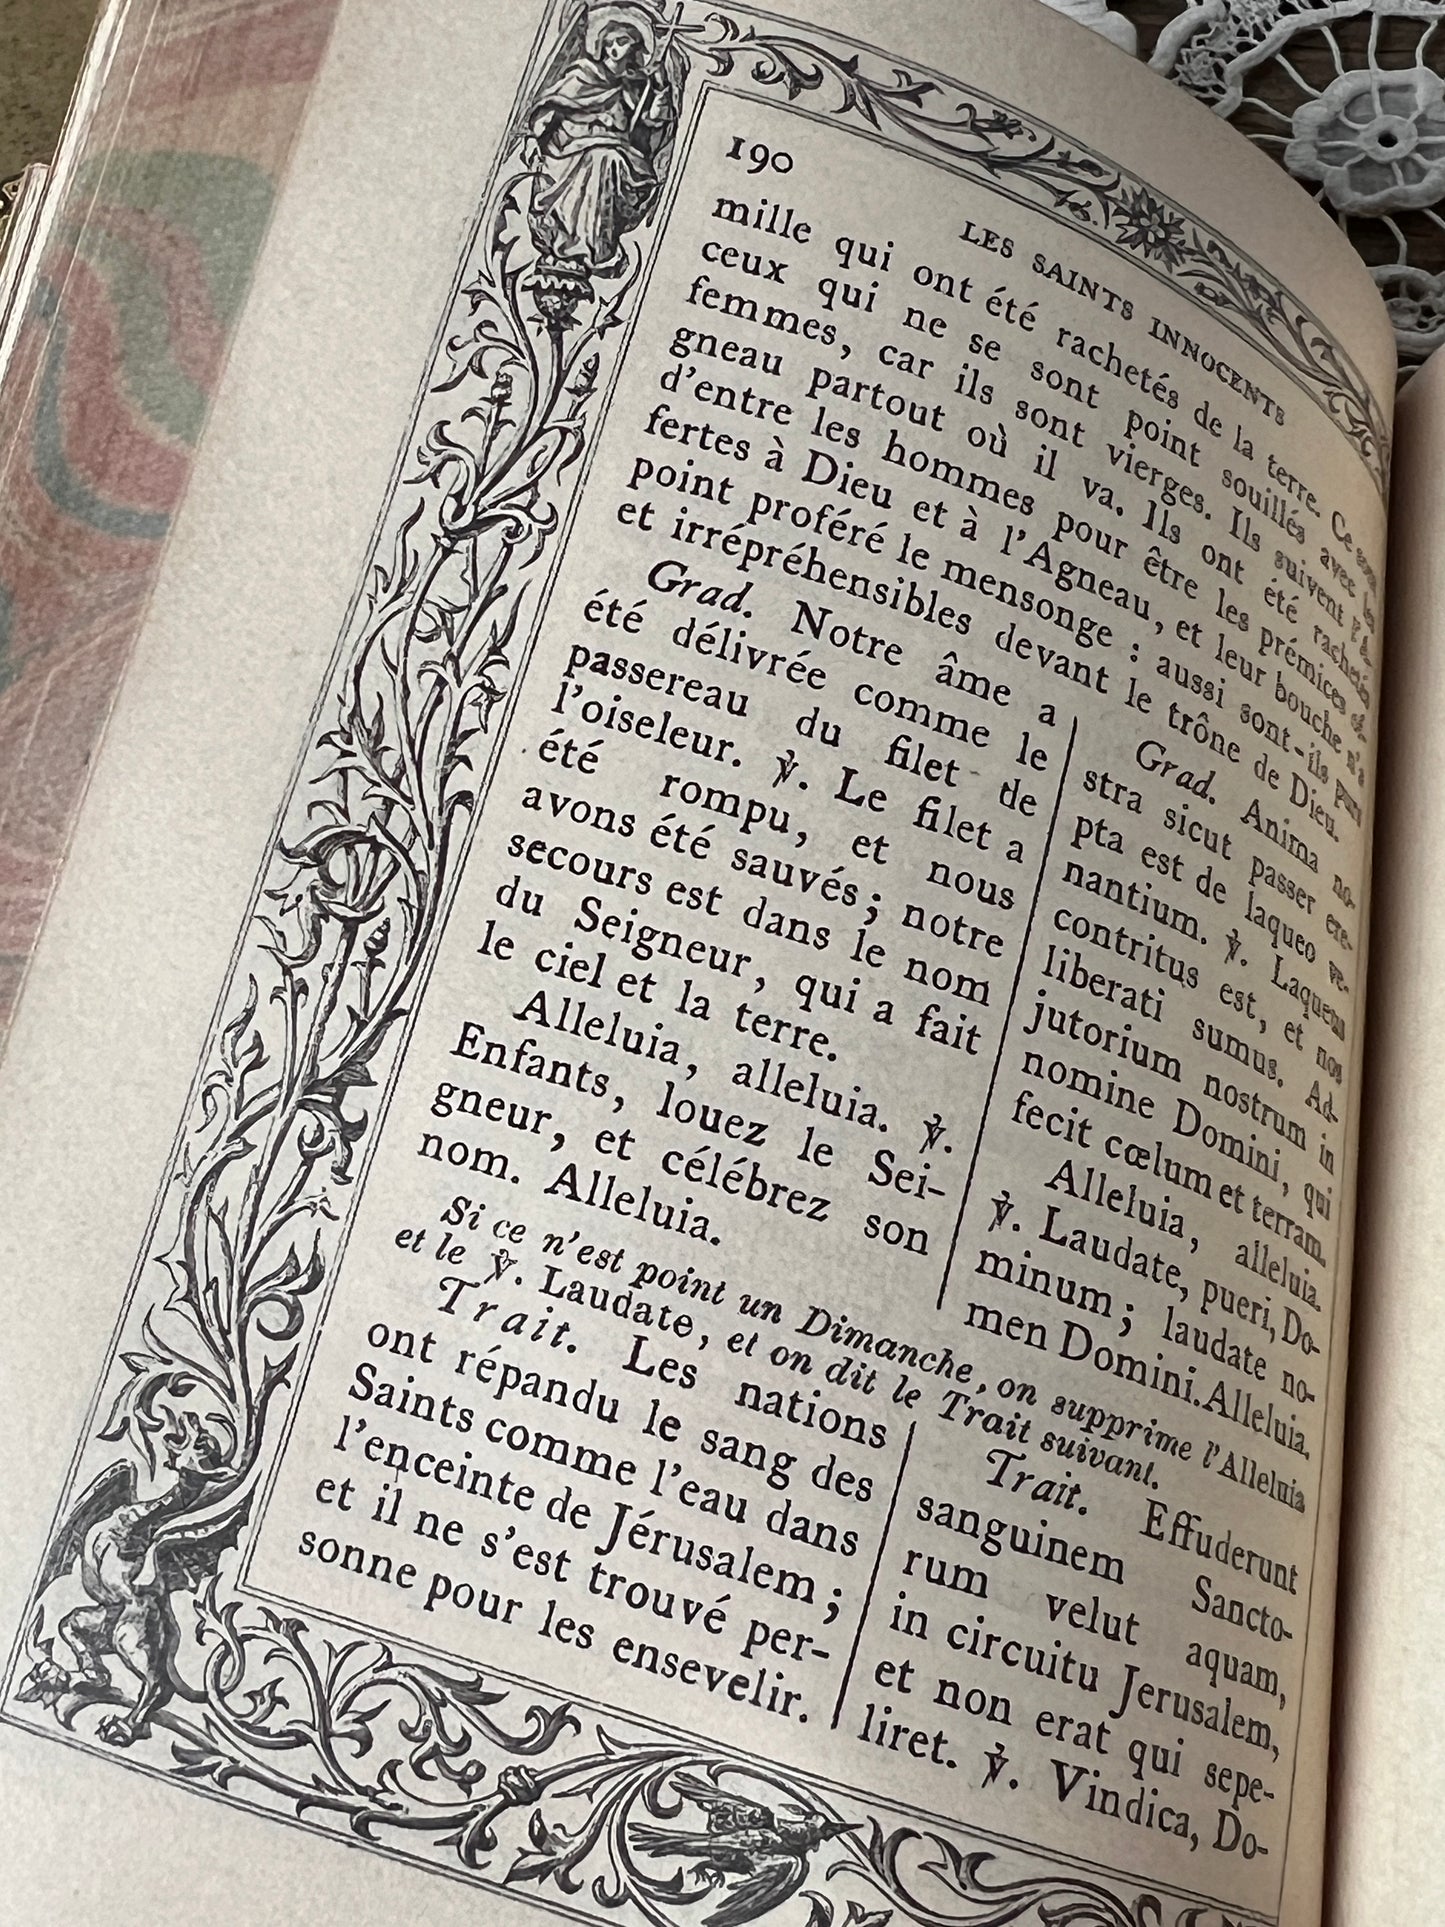 190
LES SAINTS INNOCENTS
mille qui ont été rachetés de la terre. Ce sont
ceux qui ne se sont point souillés avec les
femmes, car ils sont vierges. Ils suivent l'A-
gneau partout où il va. Ils ont été rachetés
d'entre les hommes pour être les prémices of-
fertes à Dieu et à l'Agneau, et leur bouche n'a
point proféré le mensonge : aussi sont-ils purs
et irrépréhensibles devant le trône de Dieu.
Grad. Notre âme a
été délivrée comme le
passereau du filet de
l'oiseleur. ℣. Le filet a
été rompu, et nous
avons été sauvés; notre
secours est dans le nom
du Seigneur, qui a fait
le ciel et la terre.
Alleluia, alleluia. ℣.
Enfants, louez le Sei-
gneur, et célébrez son
nom. Alleluia.
Grad. Anima no-
stra sicut passer ere-
pta est de laqueo ve-
nantium. ℣. Laqueus
contritus est, et nos
liberati sumus. Ad-
jutorium nostrum in
nomine Domini, qui
fecit cœlum et terram.
Alleluia, alleluia.
℣. Laudate, pueri, Do-
minum; laudate no-
men Domini. Alleluia.
Si ce n'est point un Dimanche, on supprime l'Alleluia
et le ℣. Laudate, et on dit le Trait suivant.
Trait. Les nations
ont répandu le sang des
Saints comme l'eau dans
l'enceinte de Jérusalem;
et il ne s'est trouvé per-
sonne pour les ensevelir.
Trait. Effuderunt
sanguinem Sancto-
rum velut aquam,
in circuitu Jerusalem,
et non erat qui sepe-
liret. ℣. Vindica, Do-